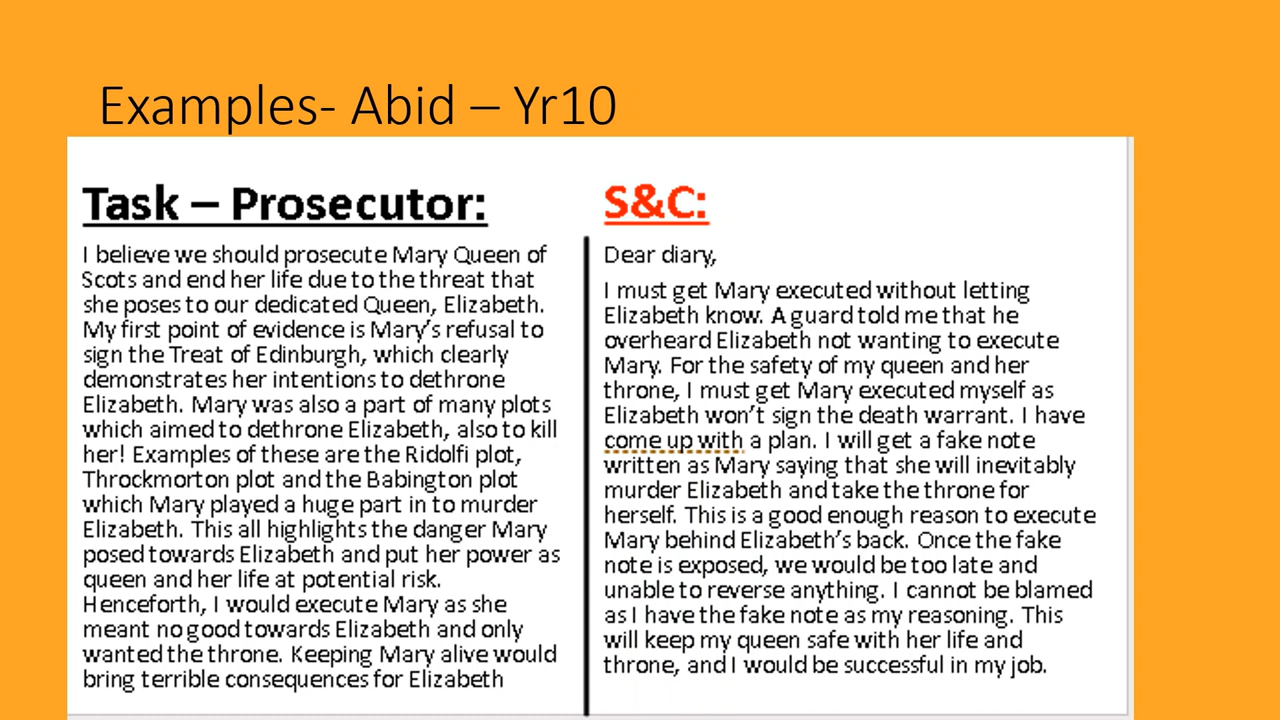 Examples- Abid – Yr10
Task – Prosecutor:
I believe we should prosecute Mary Queen of
Scots and end her life due to the threat that
she poses to our dedicated Queen, Elizabeth.
My first point of evidence is Mary's refusal to
sign the Treat of Edinburgh, which clearly
demonstrates her intentions to dethrone
Elizabeth. Mary was also a part of many plots
which aimed to dethrone Elizabeth, also to kill
her! Examples of these are the Ridolfi plot,
Throckmorton plot and the Babington plot
which Mary played a huge part in to murder
Elizabeth. This all highlights the danger Mary
posed towards Elizabeth and put her power as
queen and her life at potential risk.
Henceforth, I would execute Mary as she
meant no good towards Elizabeth and only
wanted the throne. Keeping Mary alive would
bring terrible consequences for Elizabeth
S&C:
Dear diary,
I must get Mary executed without letting
Elizabeth know. A guard told me that he
overheard Elizabeth not wanting to execute
Mary. For the safety of my queen and her
throne, I must get Mary executed myself as
Elizabeth won't sign the death warrant. I have
come up with a plan. I will get a fake note
written as Mary saying that she will inevitably
murder Elizabeth and take the throne for
herself. This is a good enough reason to execute
Mary behind Elizabeth's back. Once the fake
note is exposed, we would be too late and
unable to reverse anything. I cannot be blamed
as I have the fake note as my reasoning. This
will keep my queen safe with her life and
throne, and I would be successful in my job.